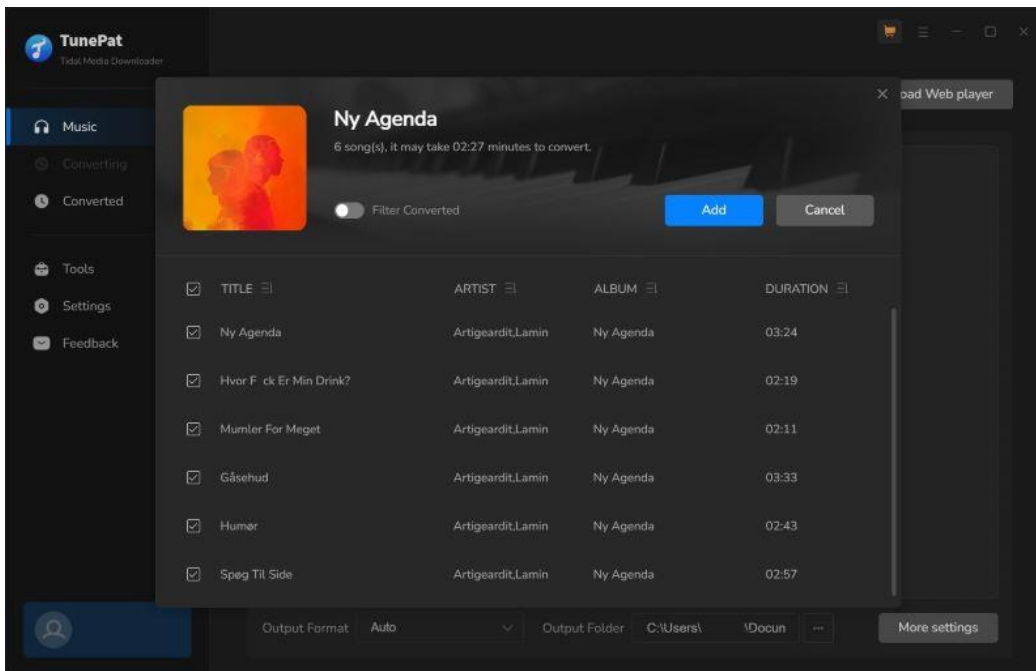 TunePat
Tidal Media Downloader
oad Web player
Music
Converting
Converted
Tools
Settings
Feedback
Ny Agenda
6 song(s), it may take 02:27 minutes to convert.
Filter Converted
Add
Cancel
TITLE ARTIST ALBUM DURATION
Ny Agenda Artigeardit,Lamin Ny Agenda 03:24
Hvor F ck Er Min Drink? Artigeardit,Lamin Ny Agenda 02:19
Mumler For Meget Artigeardit,Lamin Ny Agenda 02:11
Gåsehud Artigeardit,Lamin Ny Agenda 03:33
Humør Artigeardit,Lamin Ny Agenda 02:43
Spøg Til Side Artigeardit,Lamin Ny Agenda 02:57
Output Format Auto Output Folder C:\Users\ \Docun ... More settings